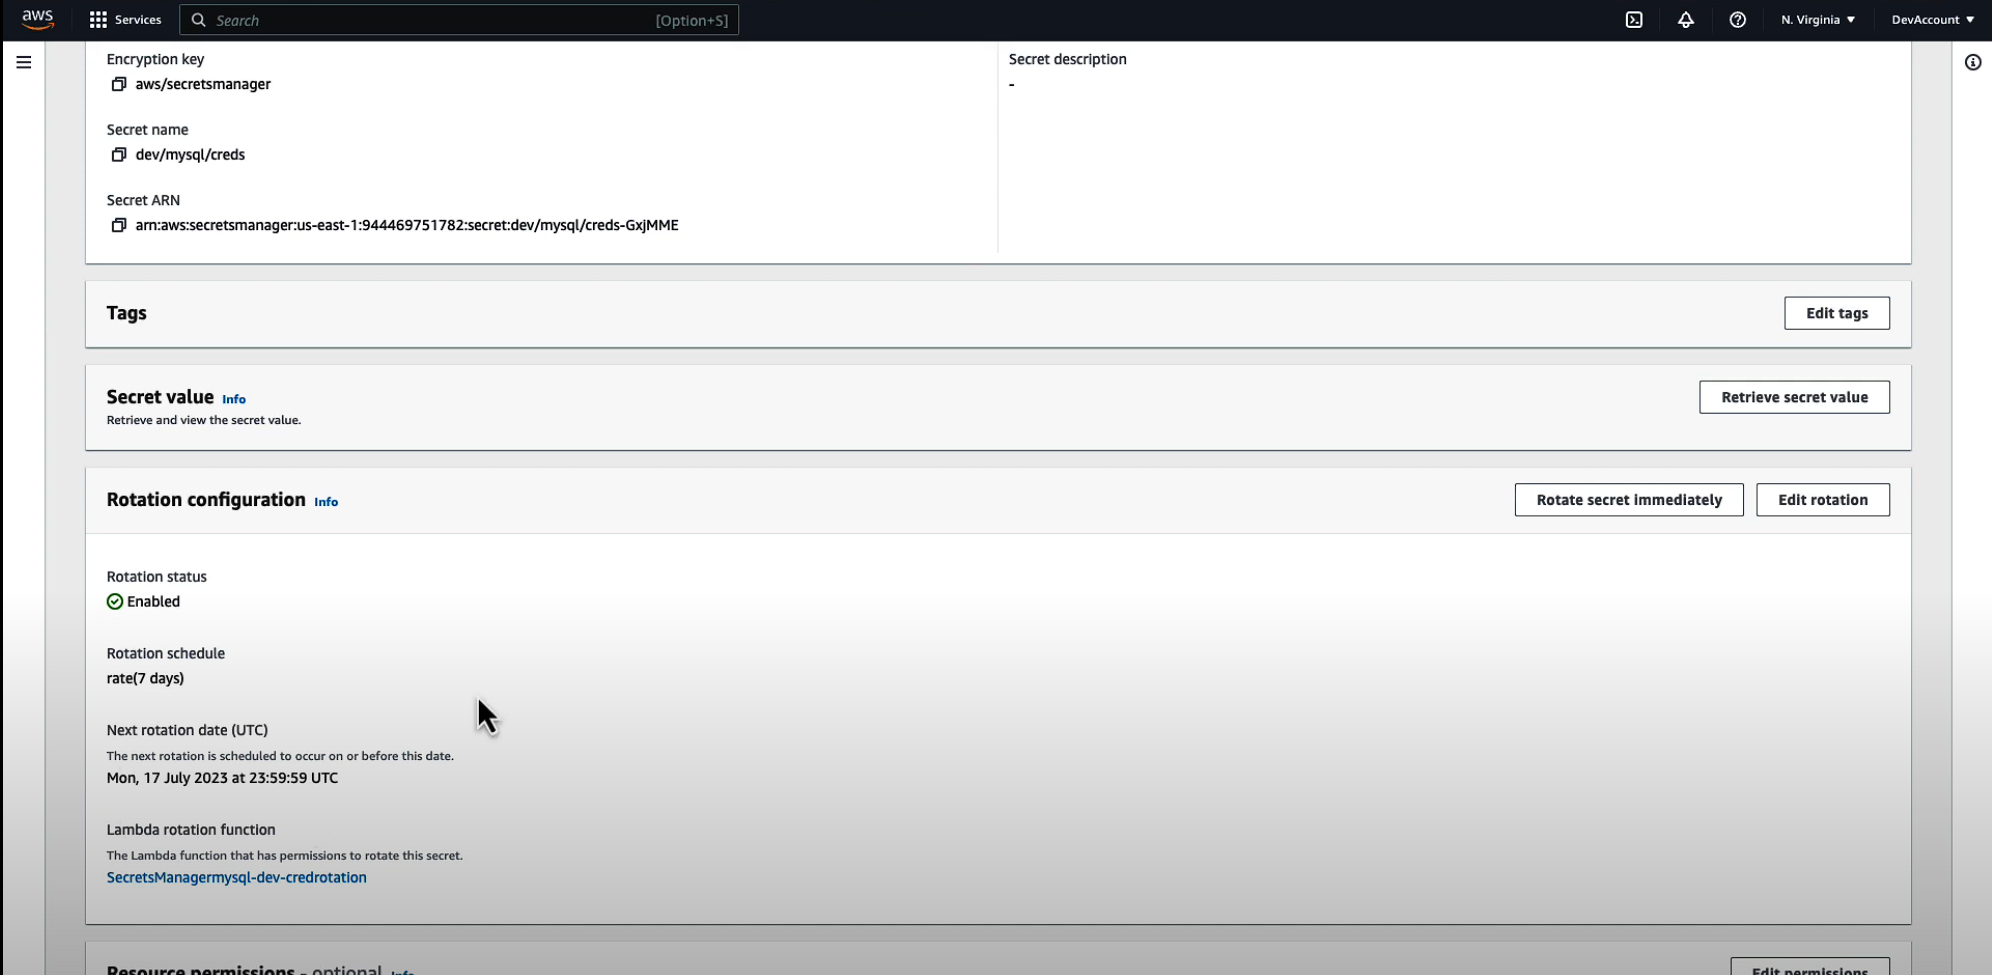 aws
Services
Search
[Option+S]
N. Virginia
DevAccount
Encryption key
aws/secretsmanager
Secret description
-
Secret name
dev/mysql/creds
Secret ARN
arn:aws:secretsmanager:us-east-1:944469751782:secret:dev/mysql/creds-GxjMME
Tags
Edit tags
Secret value Info
Retrieve and view the secret value.
Retrieve secret value
Rotation configuration Info
Rotate secret immediately
Edit rotation
Rotation status
Enabled
Rotation schedule
rate(7 days)
Next rotation date (UTC)
The next rotation is scheduled to occur on or before this date.
Mon, 17 July 2023 at 23:59:59 UTC
Lambda rotation function
The Lambda function that has permissions to rotate this secret.
SecretsManagermysql-dev-credrotation
Resource permissions - optional Info
Edit permissions